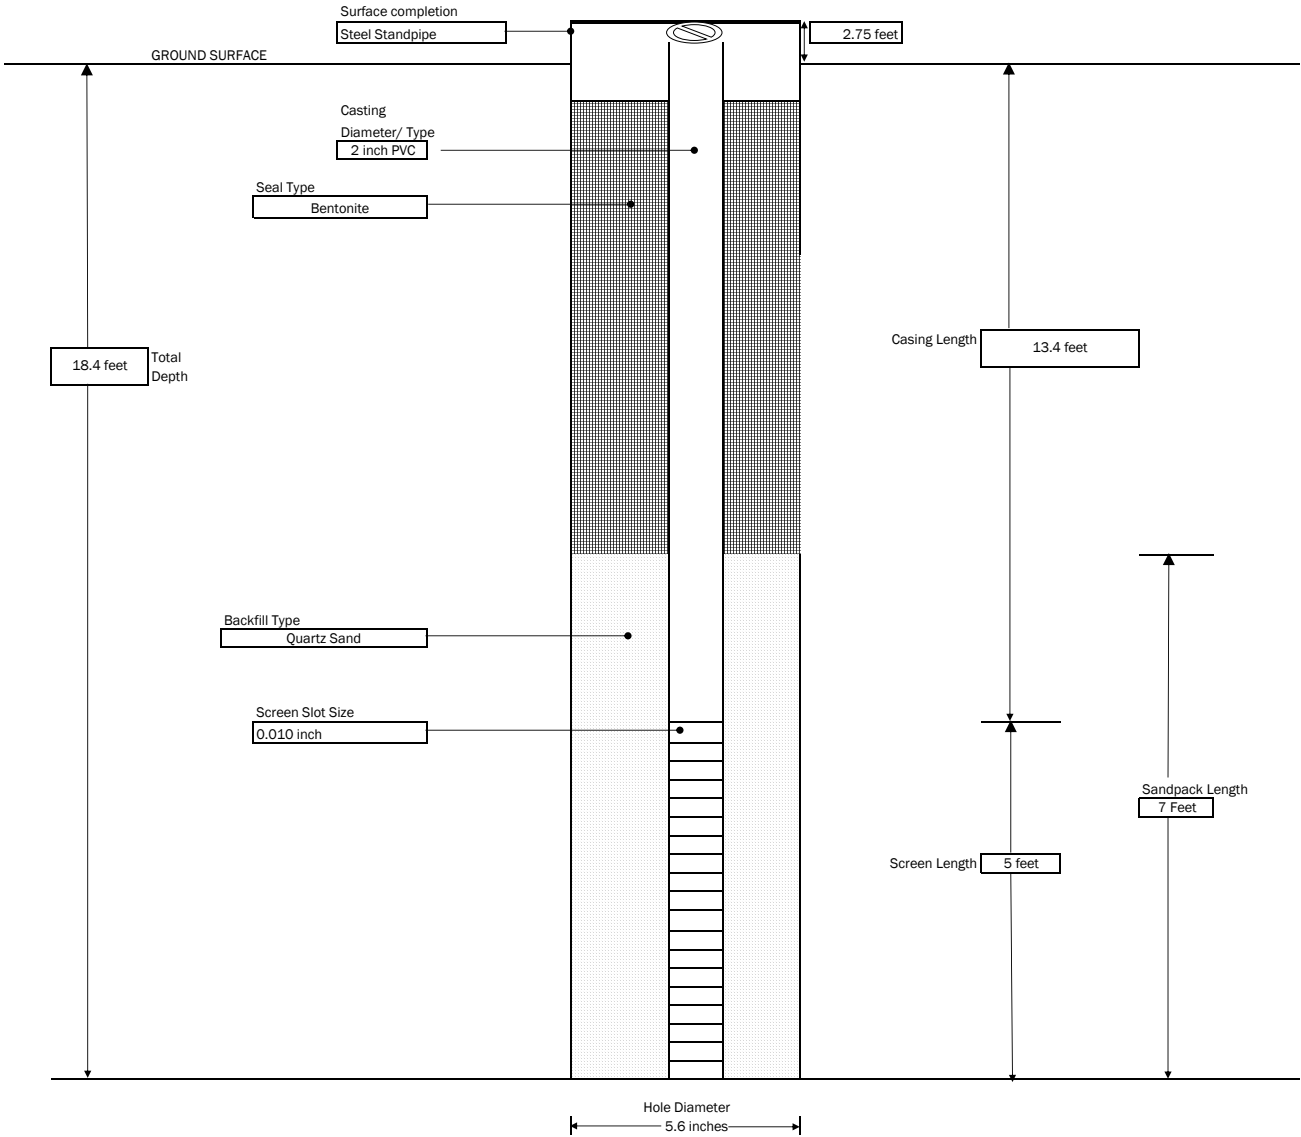 Surface completion
Steel Standpipe
2.75 feet
GROUND SURFACE
Casting
Diameter/ Type
2 inch PVC
Seal Type
Bentonite
Casing Length
13.4 feet
18.4 feet
Total
Depth
Backfill Type
Quartz Sand
Screen Slot Size
0.010 inch
Sandpack Length
7 Feet
Screen Length
5 feet
Hole Diameter
5.6 inches